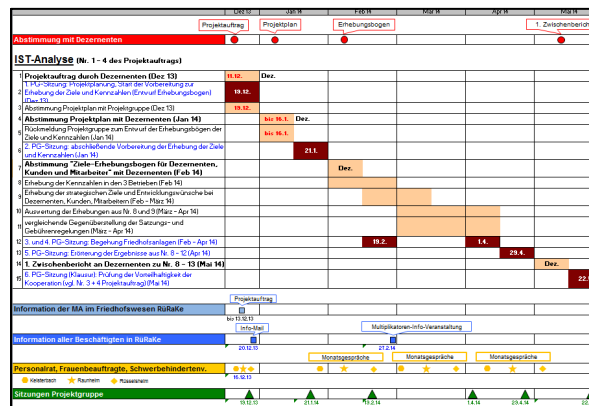 Dez 13 Jan 14 Feb 14 Mar 14 Apr 14 Mai 14
Projektauftrag Projektplan Erhebungsbogen 1. Zwischenbericht
Abstimmung mit Dezernenten
IST-Analyse (Nr. 1 - 4 des Projektauftrags)
1 Projektauftrag durch Dezernenten (Dez 13) 11.12. Dez.
2 1. PG-Sitzung: Projektplanung, Start der Vorbereitung zur
Erhebung der Ziele und Kennzahlen (Entwurf Erhebungsbogen)
(Dez 13) 19.12.
3 Abstimmung Projektplan mit Projektgruppe (Dez 13) 19.12.
4 Abstimmung Projektplan mit Dezernenten (Jan 14) bis 16.1. Dez.
5 Rückmeldung Projektgruppe zum Entwurf der Erhebungsbögen der
Ziele und Kennzahlen (Jan 14) bis 16.1.
6 2. PG-Sitzung: abschließende Vorbereitung der Erhebung der Ziele
und Kennzahlen (Jan 14) 21.1.
7 Abstimmung "Ziele-Erhebungsbogen für Dezernenten,
Kunden und Mitarbeiter" mit Dezernenten (Feb 14) Dez.
8 Erhebung der Kennzahlen in den 3 Betrieben (Feb 14)
9 Erhebung der strategischen Ziele und Entwicklungswünsche bei
Dezernenten, Kunden, Mitarbeitern (Feb - März 14)
10 Auswertung der Erhebungen aus Nr. 8 und 9 (März - Apr 14)
11 vergleichende Gegenüberstellung der Satzungs- und
Gebührenregelungen (März - Apr 14)
12 3. und 4. PG-Sitzung: Begehung Friedhofsanlagen (Feb - Apr 14) 19.2. 1.4.
13 5. PG-Sitzung: Erörterung der Ergebnisse aus Nr. 8 - 12 (Apr 14) 29.4.
14 1. Zwischenbericht an Dezernenten zu Nr. 8 - 13 (Mai 14) Dez.
15 6. PG-Sitzung (Klausur): Prüfung der Vorteilhaftigkeit der
Kooperation (vgl. Nr. 3 + 4 Projektauftrag) (Mai 14) 22.
Projektauftrag
Information der MA im Friedhofswesen RüRaKe
bis 13.12.13
Info-Mail Multiplikatoren-Info-Veranstaltung
Information aller Beschäftigten in RüRaKe
20.12.13 21.2.14
Monatsgespräche Monatsgespräche Monatsgespräche
Personalrat, Frauenbeauftragte, Schwerbehindertenv.
Kelsterbach Raunheim Rüsselsheim 16.12.13
Sitzungen Projektgruppe
19.12.13 21.1.14 19.2.14 1.4.14 29.4.14 22.